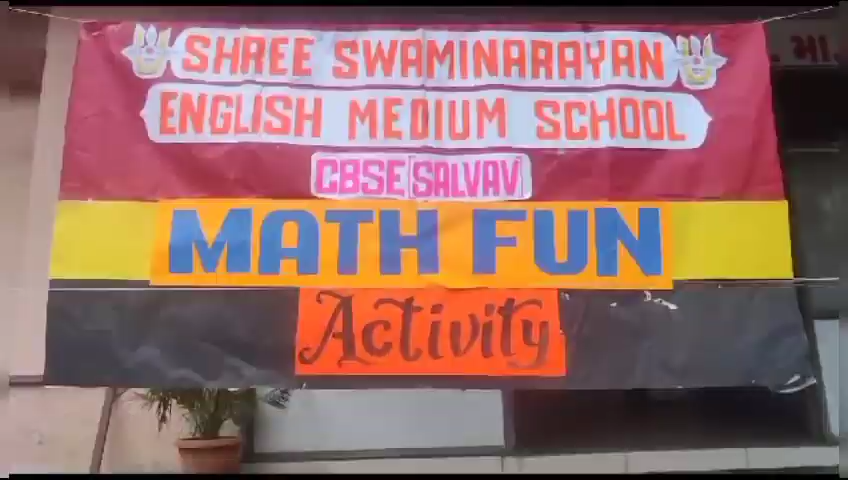 SHREE SWAMINARAYAN
ENGLISH MEDIUM SCHOOL
CBSE SALVAV
MATH FUN
Activity